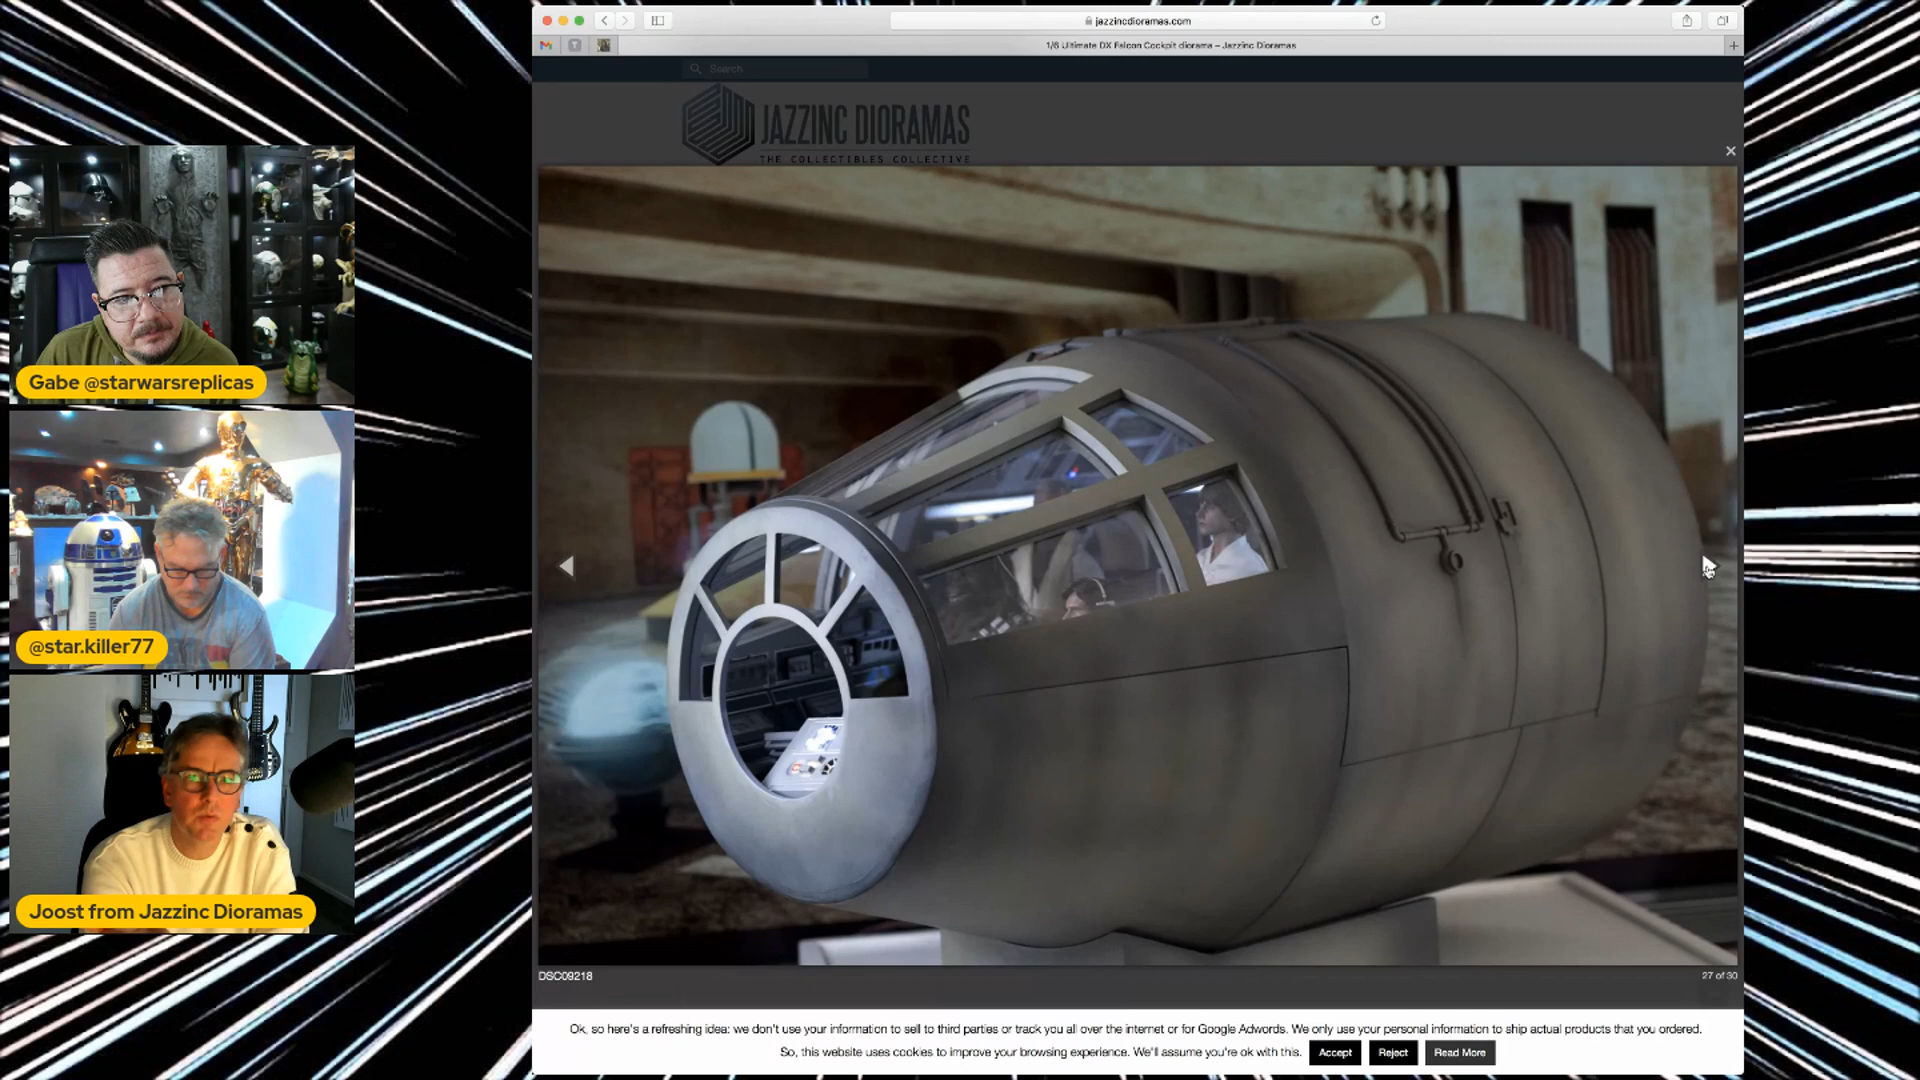 jazzincdioramas.com
1/6 Ultimate DX Falcon Cockpit diorama – Jazzinc Dioramas
Search
JAZZINC DIORAMAS
THE COLLECTIBLES COLLECTIVE
Gabe @starwarsreplicas
@star.killer77
Joost from Jazzinc Dioramas
DSC09218
27 of 30
Ok, so here's a refreshing idea: we don't use your information to sell to third parties or track you all over the internet or for Google Adwords. We only use your personal information to ship actual products that you ordered.
So, this website uses cookies to improve your browsing experience. We'll assume you're ok with this. Accept Reject Read More